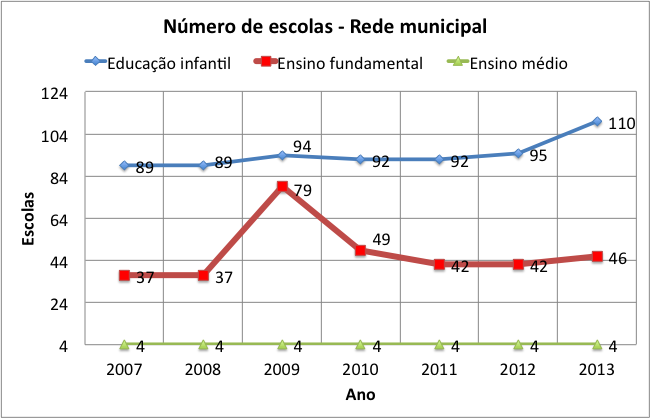 Número de escolas - Rede municipal
Educação infantil Ensino fundamental Ensino médio
124
104
84
64
44
24
4
Escolas
89 89 94 92 92 95 110
37 37 79 49 42 42 46
4 4 4 4 4 4 4
2007 2008 2009 2010 2011 2012 2013
Ano